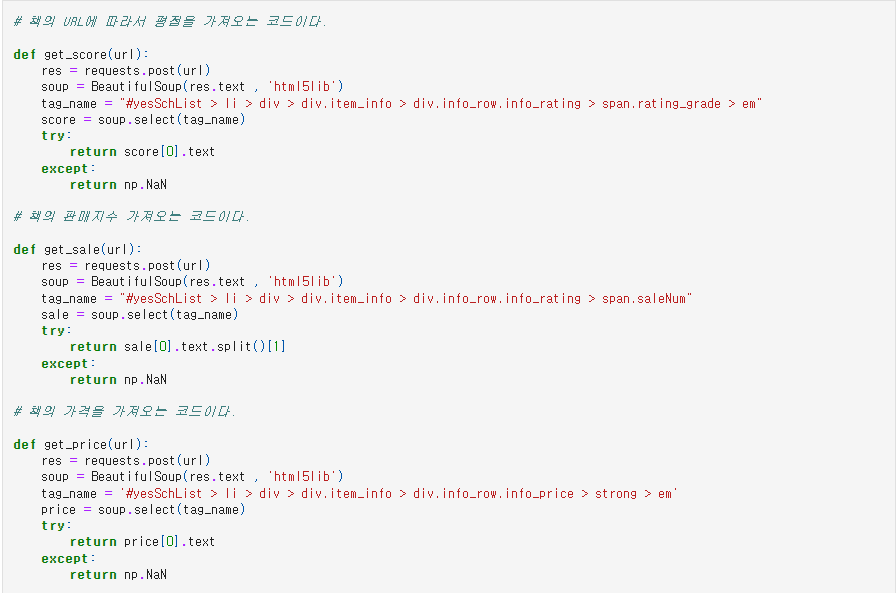 # 책의 URL에 따라서 평점을 가져오는 코드이다.
def get_score(url):
    res = requests.post(url)
    soup = BeautifulSoup(res.text , 'html5lib')
    tag_name = "#yesSchList > li > div > div.item_info > div.info_row.info_rating > span.rating_grade > em"
    score = soup.select(tag_name)
    try:
        return score[0].text
    except:
        return np.NaN
# 책의 판매지수 가져오는 코드이다.
def get_sale(url):
    res = requests.post(url)
    soup = BeautifulSoup(res.text , 'html5lib')
    tag_name = "#yesSchList > li > div > div.item_info > div.info_row.info_rating > span.saleNum"
    sale = soup.select(tag_name)
    try:
        return sale[0].text.split()[1]
    except:
        return np.NaN
# 책의 가격을 가져오는 코드이다.
def get_price(url):
    res = requests.post(url)
    soup = BeautifulSoup(res.text , 'html5lib')
    tag_name = '#yesSchList > li > div > div.item_info > div.info_row.info_price > strong > em'
    price = soup.select(tag_name)
    try:
        return price[0].text
    except:
        return np.NaN